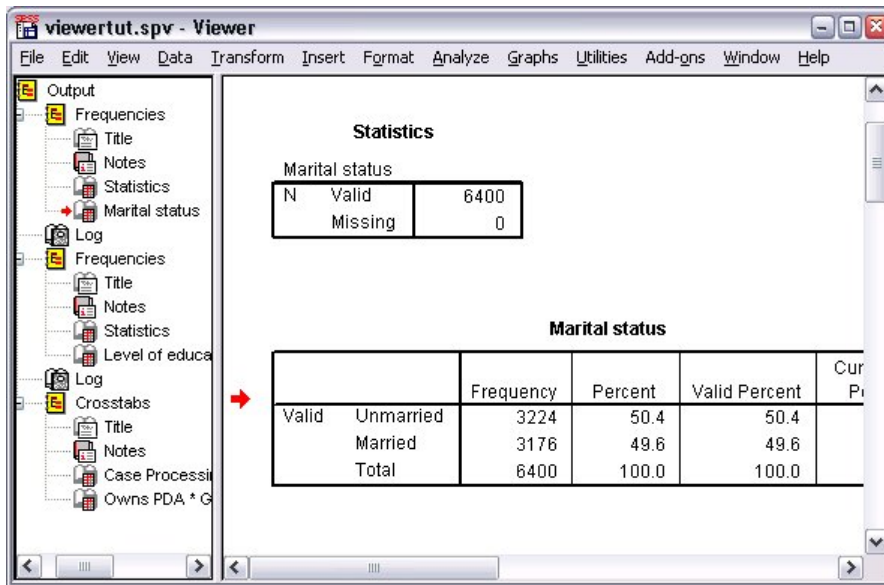 viewertut.spv - Viewer
File Edit View Data Transform Insert Format Analyze Graphs Utilities Add-ons Window Help
Output
Frequencies
Title
Notes
Statistics
Marital status
Log
Frequencies
Title
Notes
Statistics
Level of educa
Log
Crosstabs
Title
Notes
Case Processi
Owns PDA * G
Statistics
Marital status
N Valid 6400
Missing 0
Marital status
Frequency Percent Valid Percent
Valid Unmarried 3224 50.4 50.4
Married 3176 49.6 49.6
Total 6400 100.0 100.0